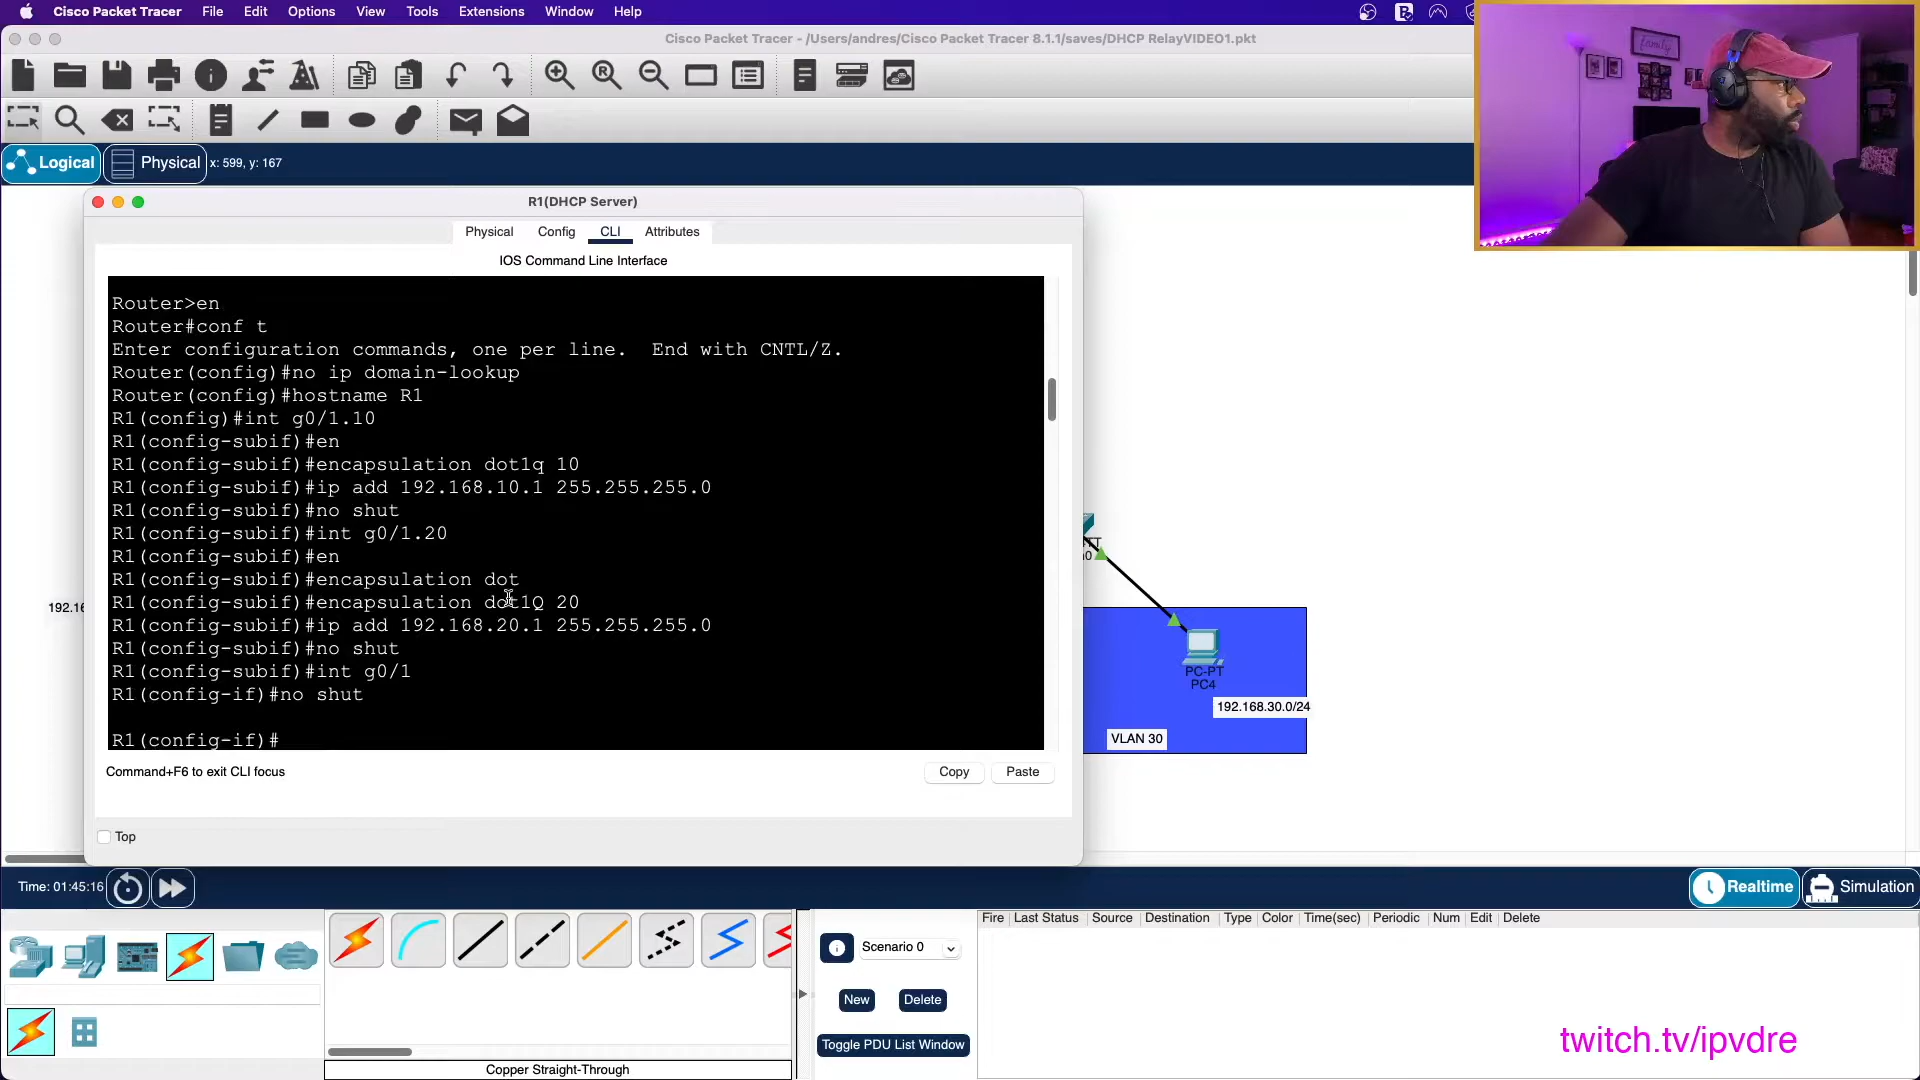 Cisco Packet Tracer File Edit Options View Tools Extensions Window Help
Cisco Packet Tracer - /Users/andres/Cisco Packet Tracer 8.1.1/saves/DHCP RelayVIDEO1.pkt
family
Logical Physical x: 599, y: 167
R1(DHCP Server)
Physical Config CLI Attributes
IOS Command Line Interface
Router>en
Router#conf t
Enter configuration commands, one per line. End with CNTL/Z.
Router(config)#no ip domain-lookup
Router(config)#hostname R1
R1(config)#int g0/1.10
R1(config-subif)#en
R1(config-subif)#encapsulation dot1q 10
R1(config-subif)#ip add 192.168.10.1 255.255.255.0
R1(config-subif)#no shut
R1(config-subif)#int g0/1.20
R1(config-subif)#en
R1(config-subif)#encapsulation dot
R1(config-subif)#encapsulation dot1Q 20
R1(config-subif)#ip add 192.168.20.1 255.255.255.0
R1(config-subif)#no shut
R1(config-subif)#int g0/1
R1(config-if)#no shut
R1(config-if)#
192.16
PC-PT
PC4
192.168.30.0/24
VLAN 30
Command+F6 to exit CLI focus
Copy Paste
Top
Time: 01:45:16
Realtime Simulation
Fire Last Status Source Destination Type Color Time(sec) Periodic Num Edit Delete
Scenario 0
New Delete
Toggle PDU List Window
Copper Straight-Through
twitch.tv/ipvdre